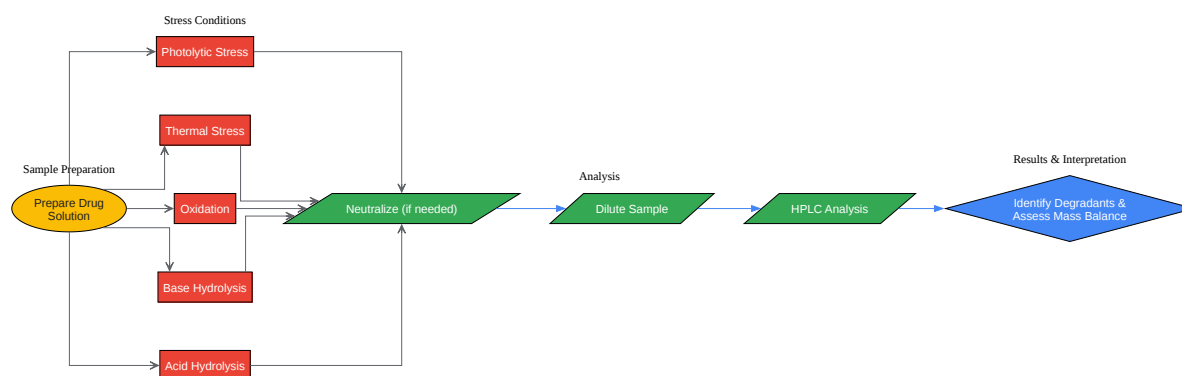 Stress Conditions
Photolytic Stress
Thermal Stress
Sample Preparation
Prepare Drug
Solution
Oxidation
Base Hydrolysis
Acid Hydrolysis
Neutralize (if needed)
Analysis
Dilute Sample
HPLC Analysis
Results & Interpretation
Identify Degradants &
Assess Mass Balance